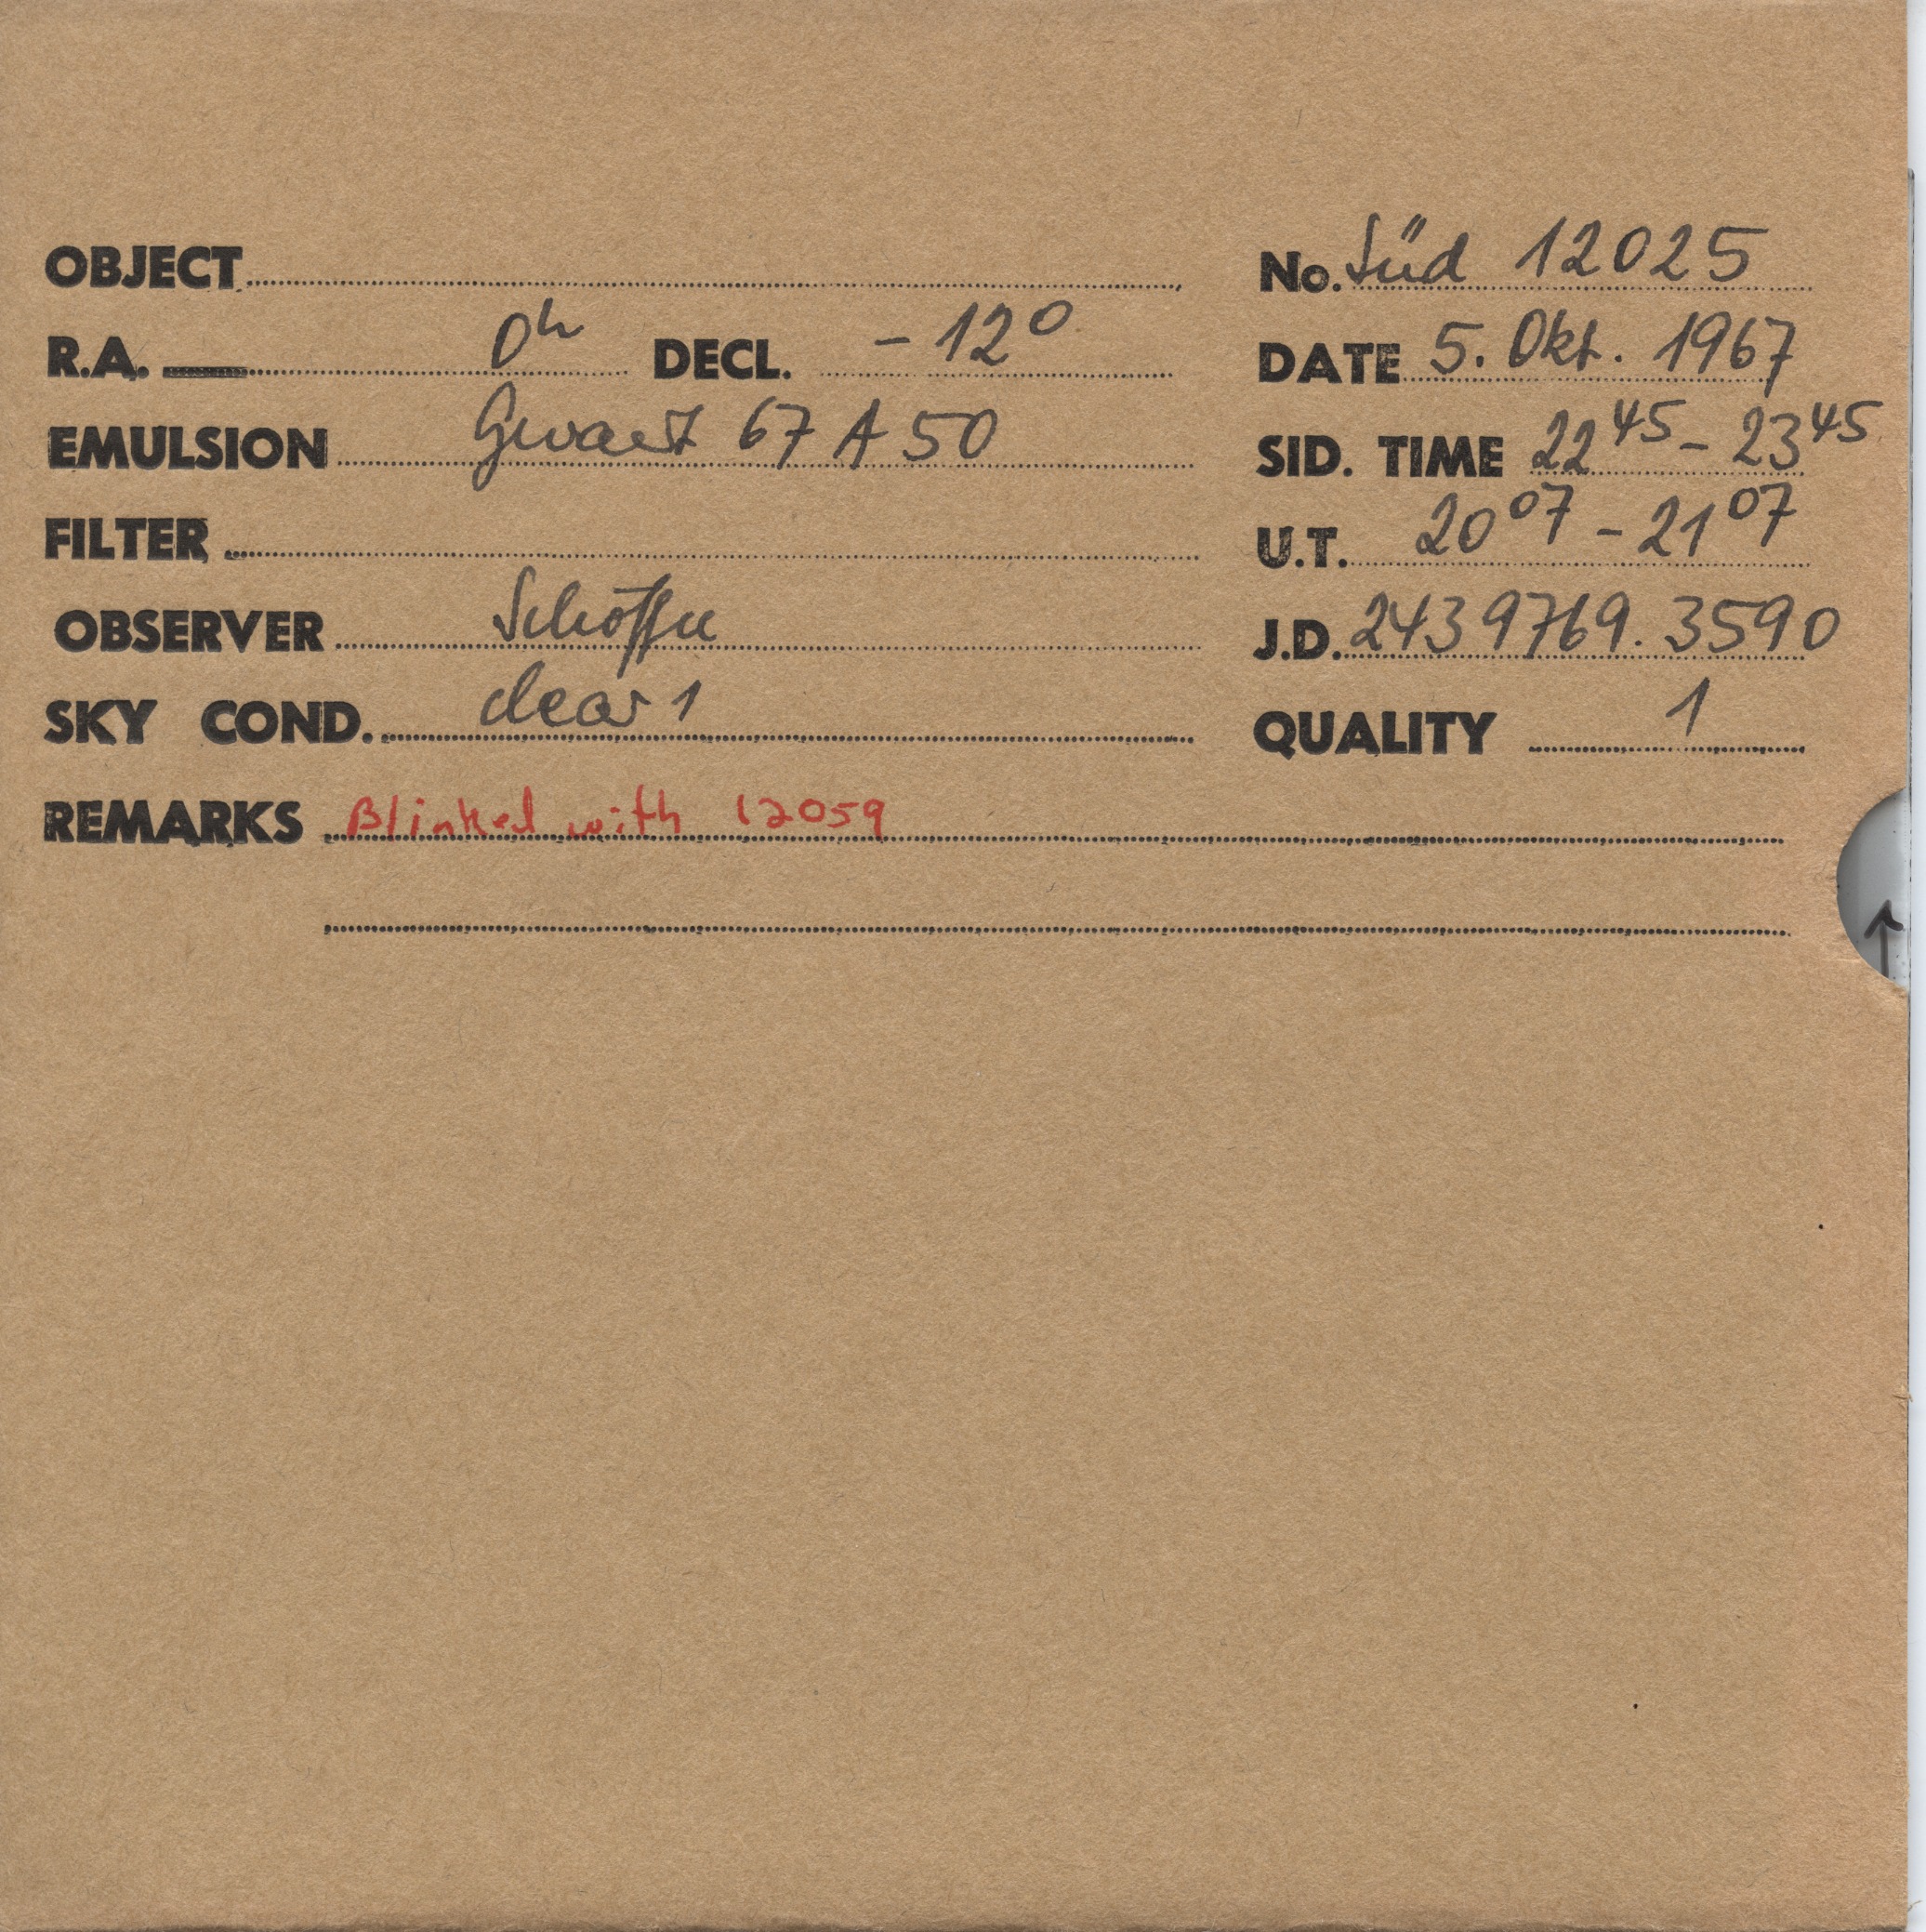 OBJECT
No. Süd 12025
R.A. 0h DECL. -12°
DATE 5. Okt. 1967
EMULSION Gevaert 67 A 50
SID. TIME 22 45 - 23 45
FILTER
U.T. 20 07 - 21 07
OBSERVER Schöffel
J.D. 2439769.3590
SKY COND. clear 1
QUALITY 1
REMARKS Blinked with 12059